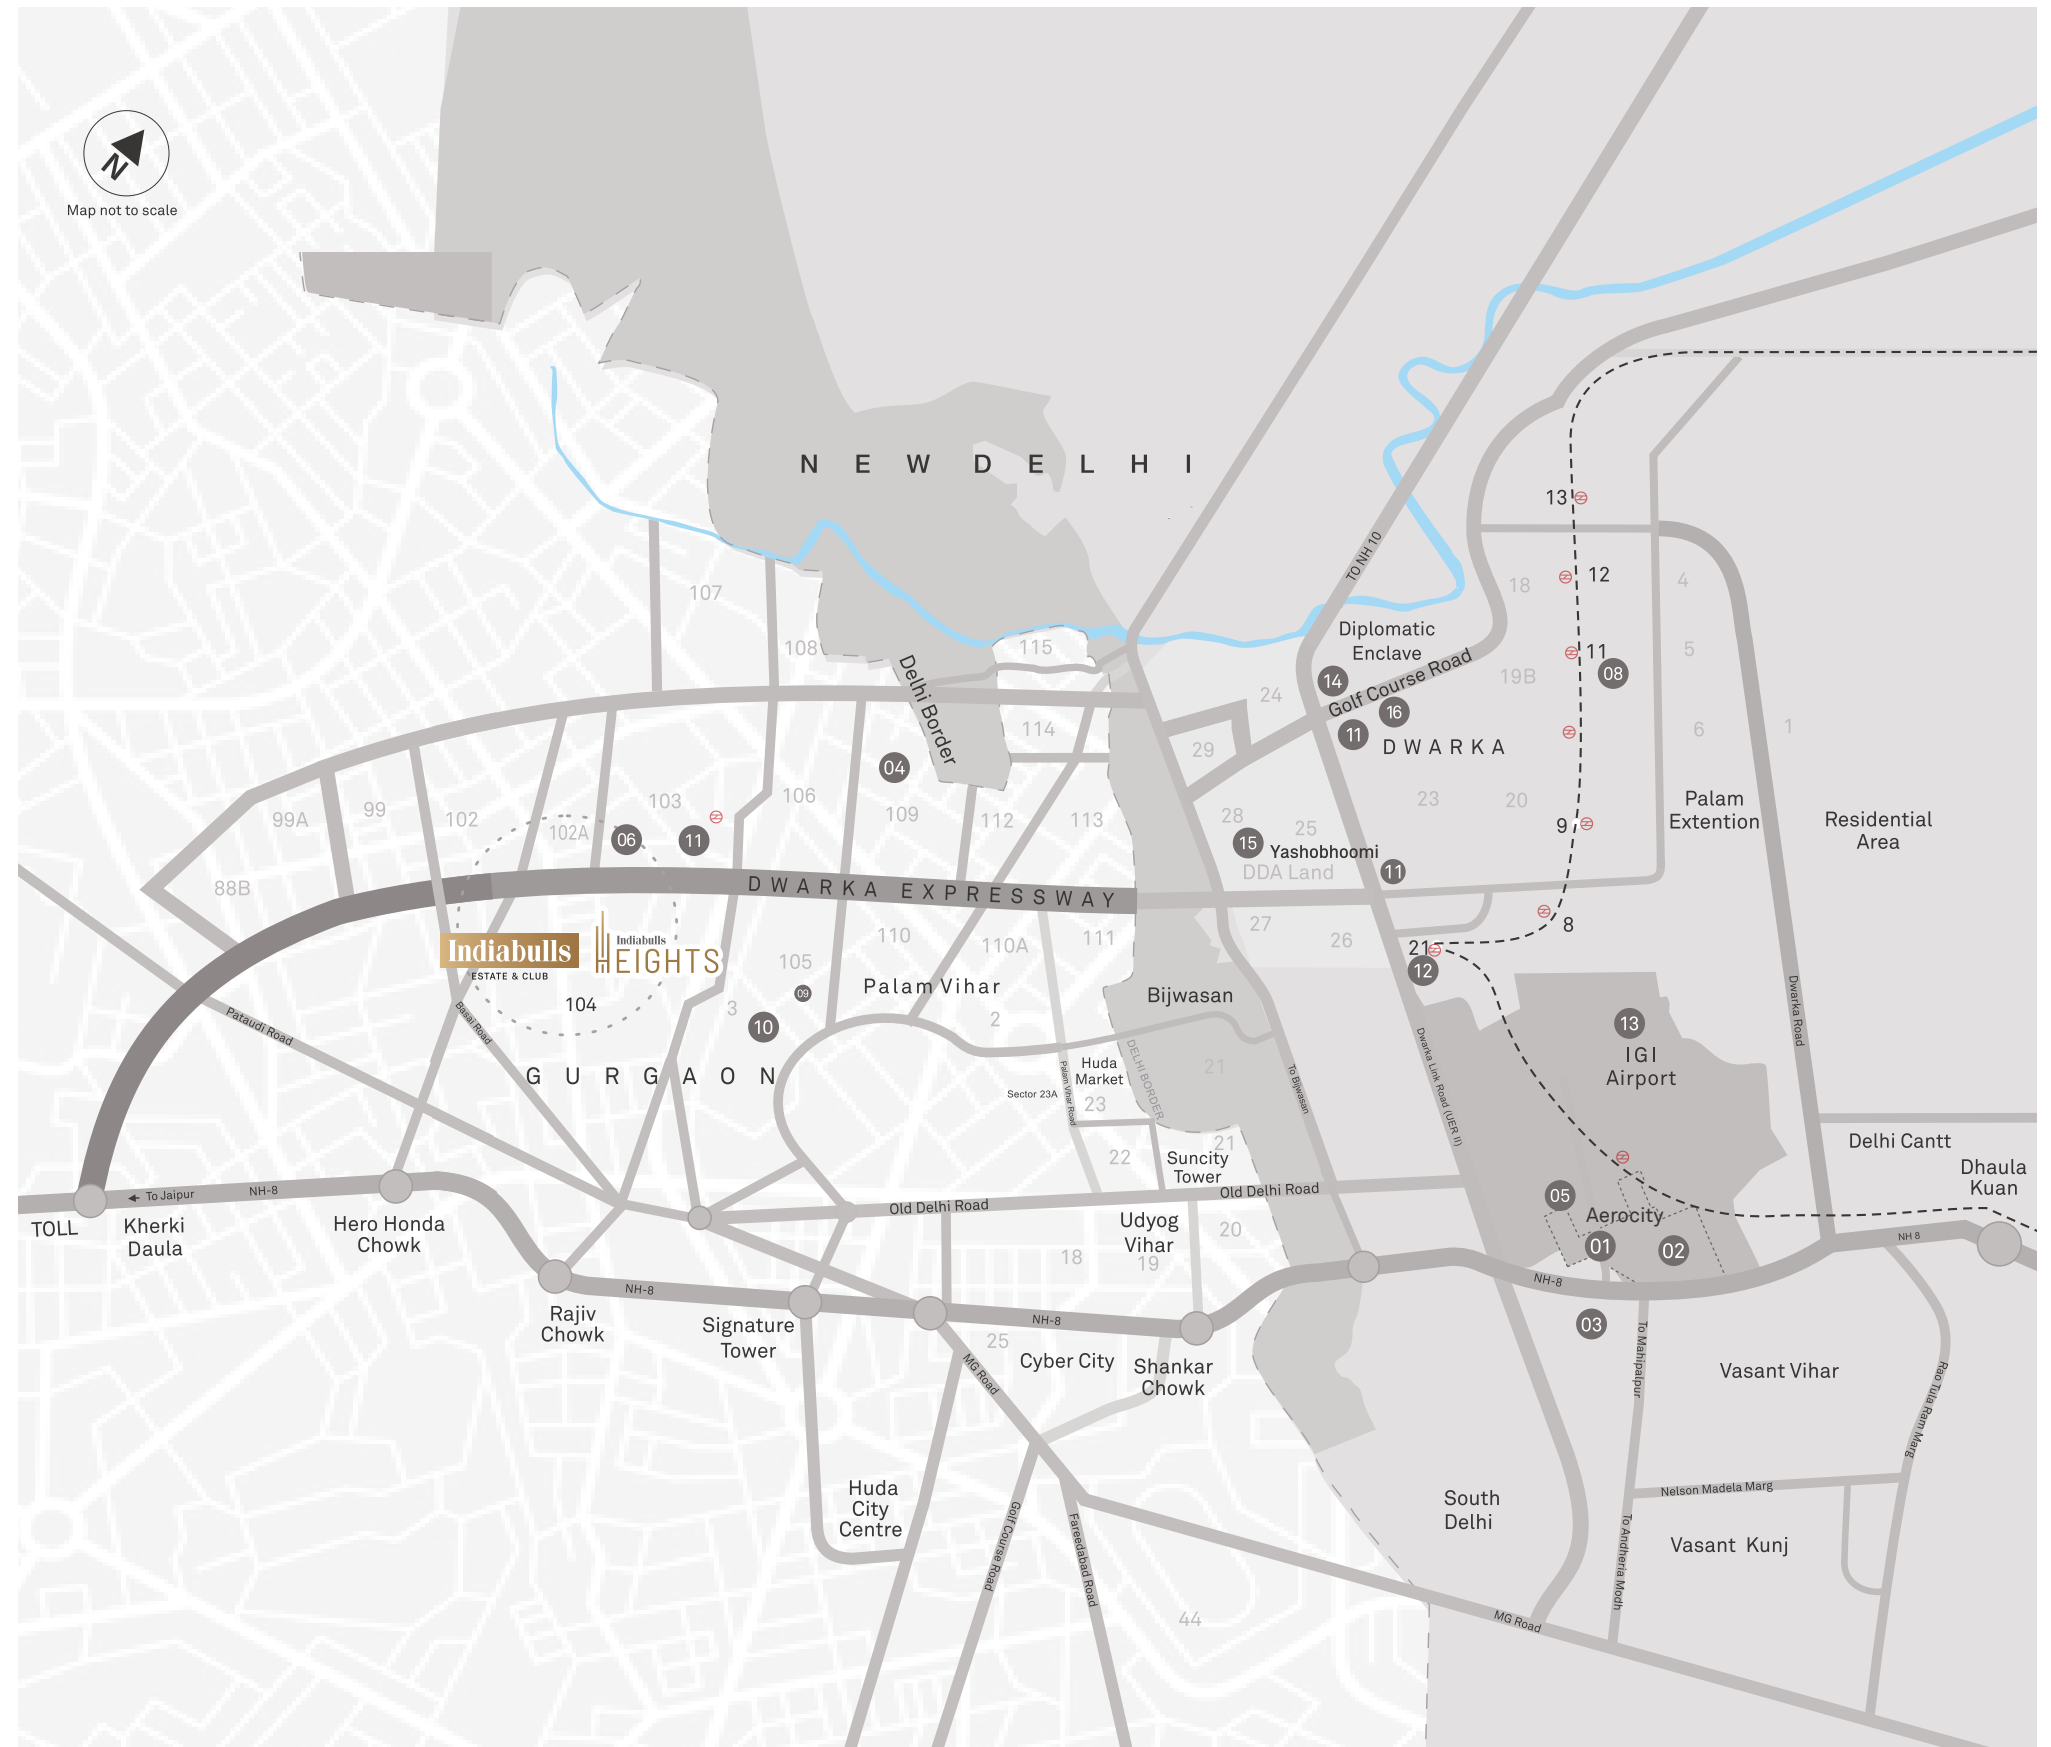 N
Map not to scale
N E W D E L H I
TO NH 10
13
12
11
9
8
21
107
108
115
114
18
4
5
6
1
19B
24
29
Diplomatic
Enclave
14
Golf Course Road
16
11
08
DWARKA
Delhi Border
04
99A
99
102
102A
103
106
109
112
113
88B
06
11
28
25
15
Yashobhoomi
DDA Land
11
23
20
Palam
Extention
Residential
Area
DWARKA EXPRESSWAY
Indiabulls
ESTATE & CLUB
Indiabulls
HEIGHTS
104
105
110
110A
111
27
26
12
Palam Vihar
Bijwasan
09
3
10
2
Pataudi Road
Basai Road
GURGAON
Huda
Market
Sector 23A
23
Palam Vihar Road
DELHI BORDER
21
To Bijwasan
Dwarka Link Road (UER II)
Dwarka Road
13
IGI
Airport
22
21
Suncity
Tower
Delhi Cantt
Dhaula
Kuan
To Jaipur
NH-8
TOLL
Kherki
Daula
Hero Honda
Chowk
Old Delhi Road
Old Delhi Road
Udyog
Vihar
20
18
19
05
Aerocity
01
02
NH 8
NH-8
03
Rajiv
Chowk
NH-8
Signature
Tower
NH-8
25
Cyber City
Shankar
Chowk
MG Road
To Mahipalpur
Vasant Vihar
Rao Tula Ram Marg
Huda
City
Centre
Golf Course Road
Fareedabad Road
South
Delhi
Nelson Madela Marg
Vasant Kunj
To Andheria Modh
44
MG Road